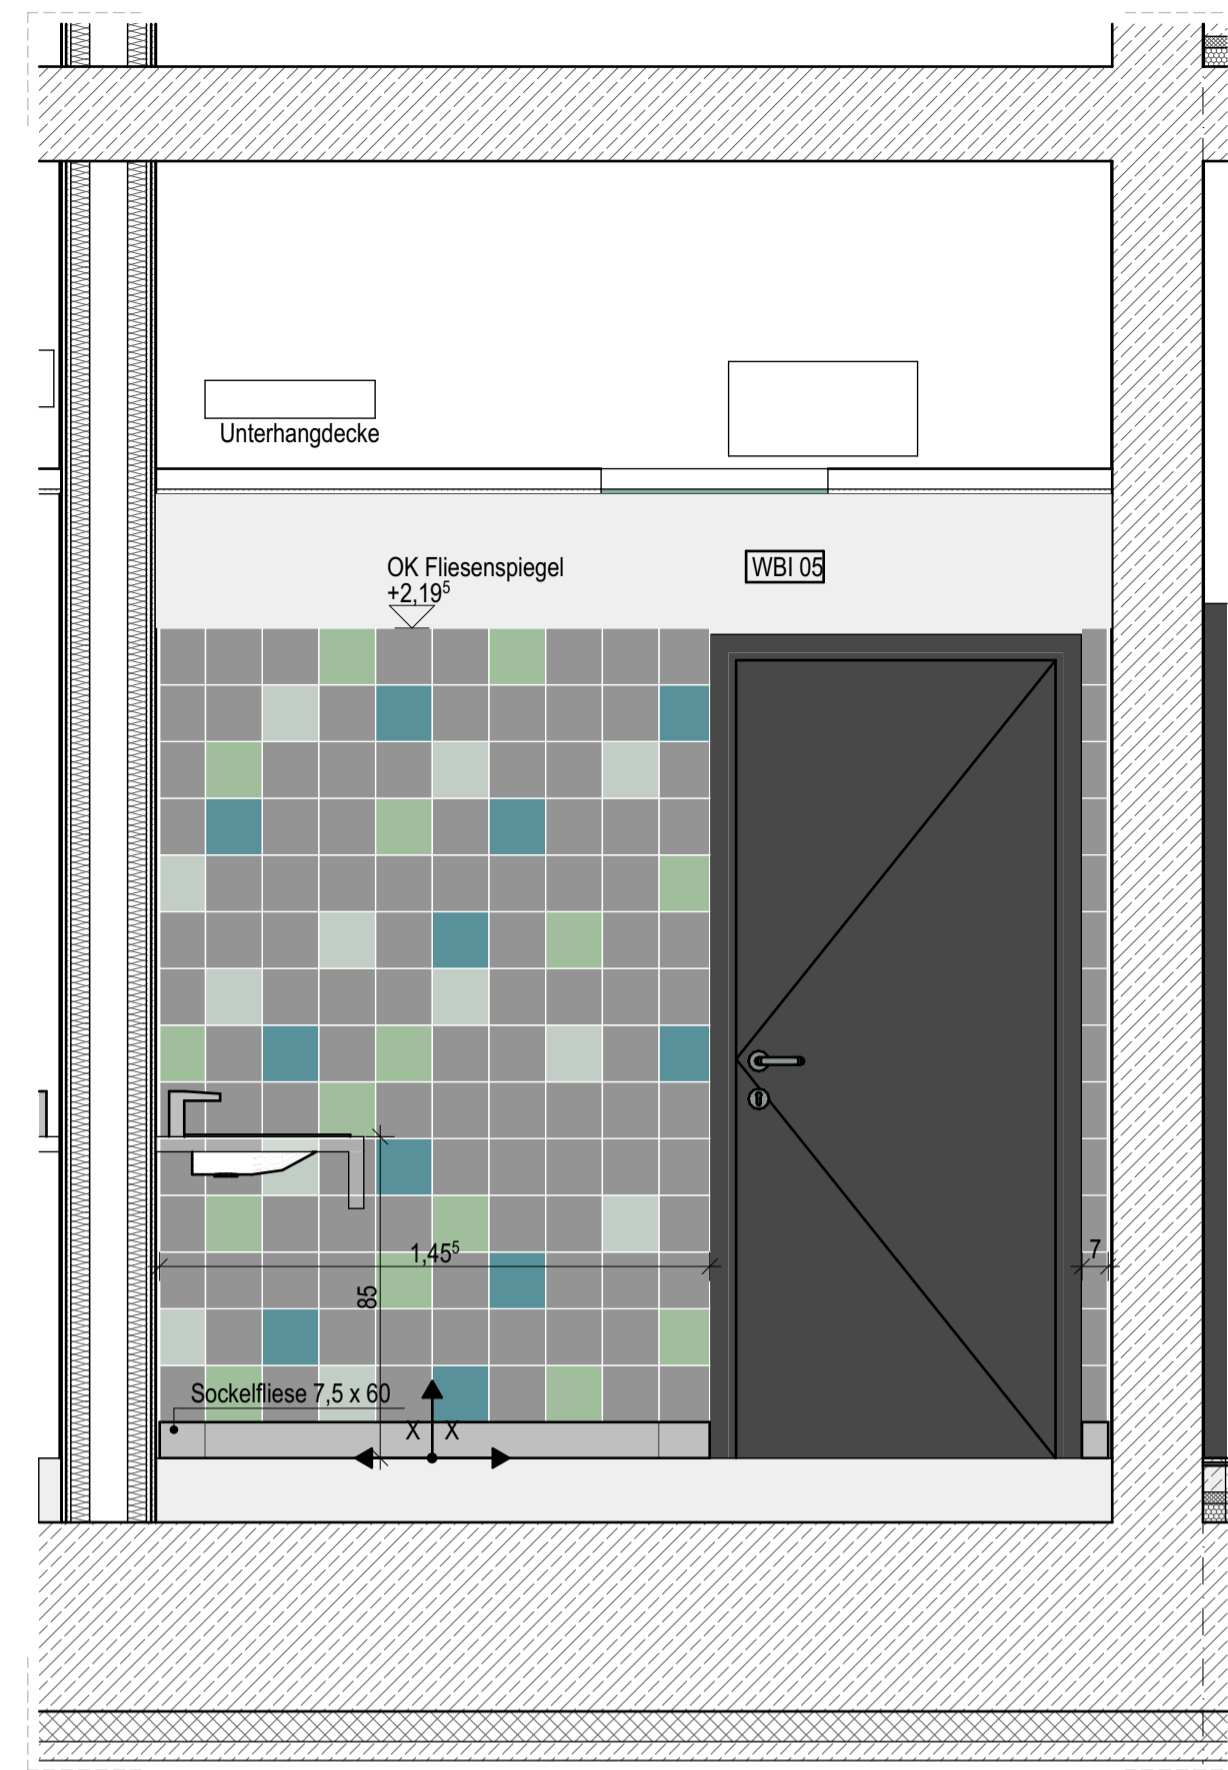 Unterhangdecke
OK Fliesenspiegel
+2,19⁵
WBI 05
1,45⁵
7
85
Sockelfliese 7,5 x 60
X X